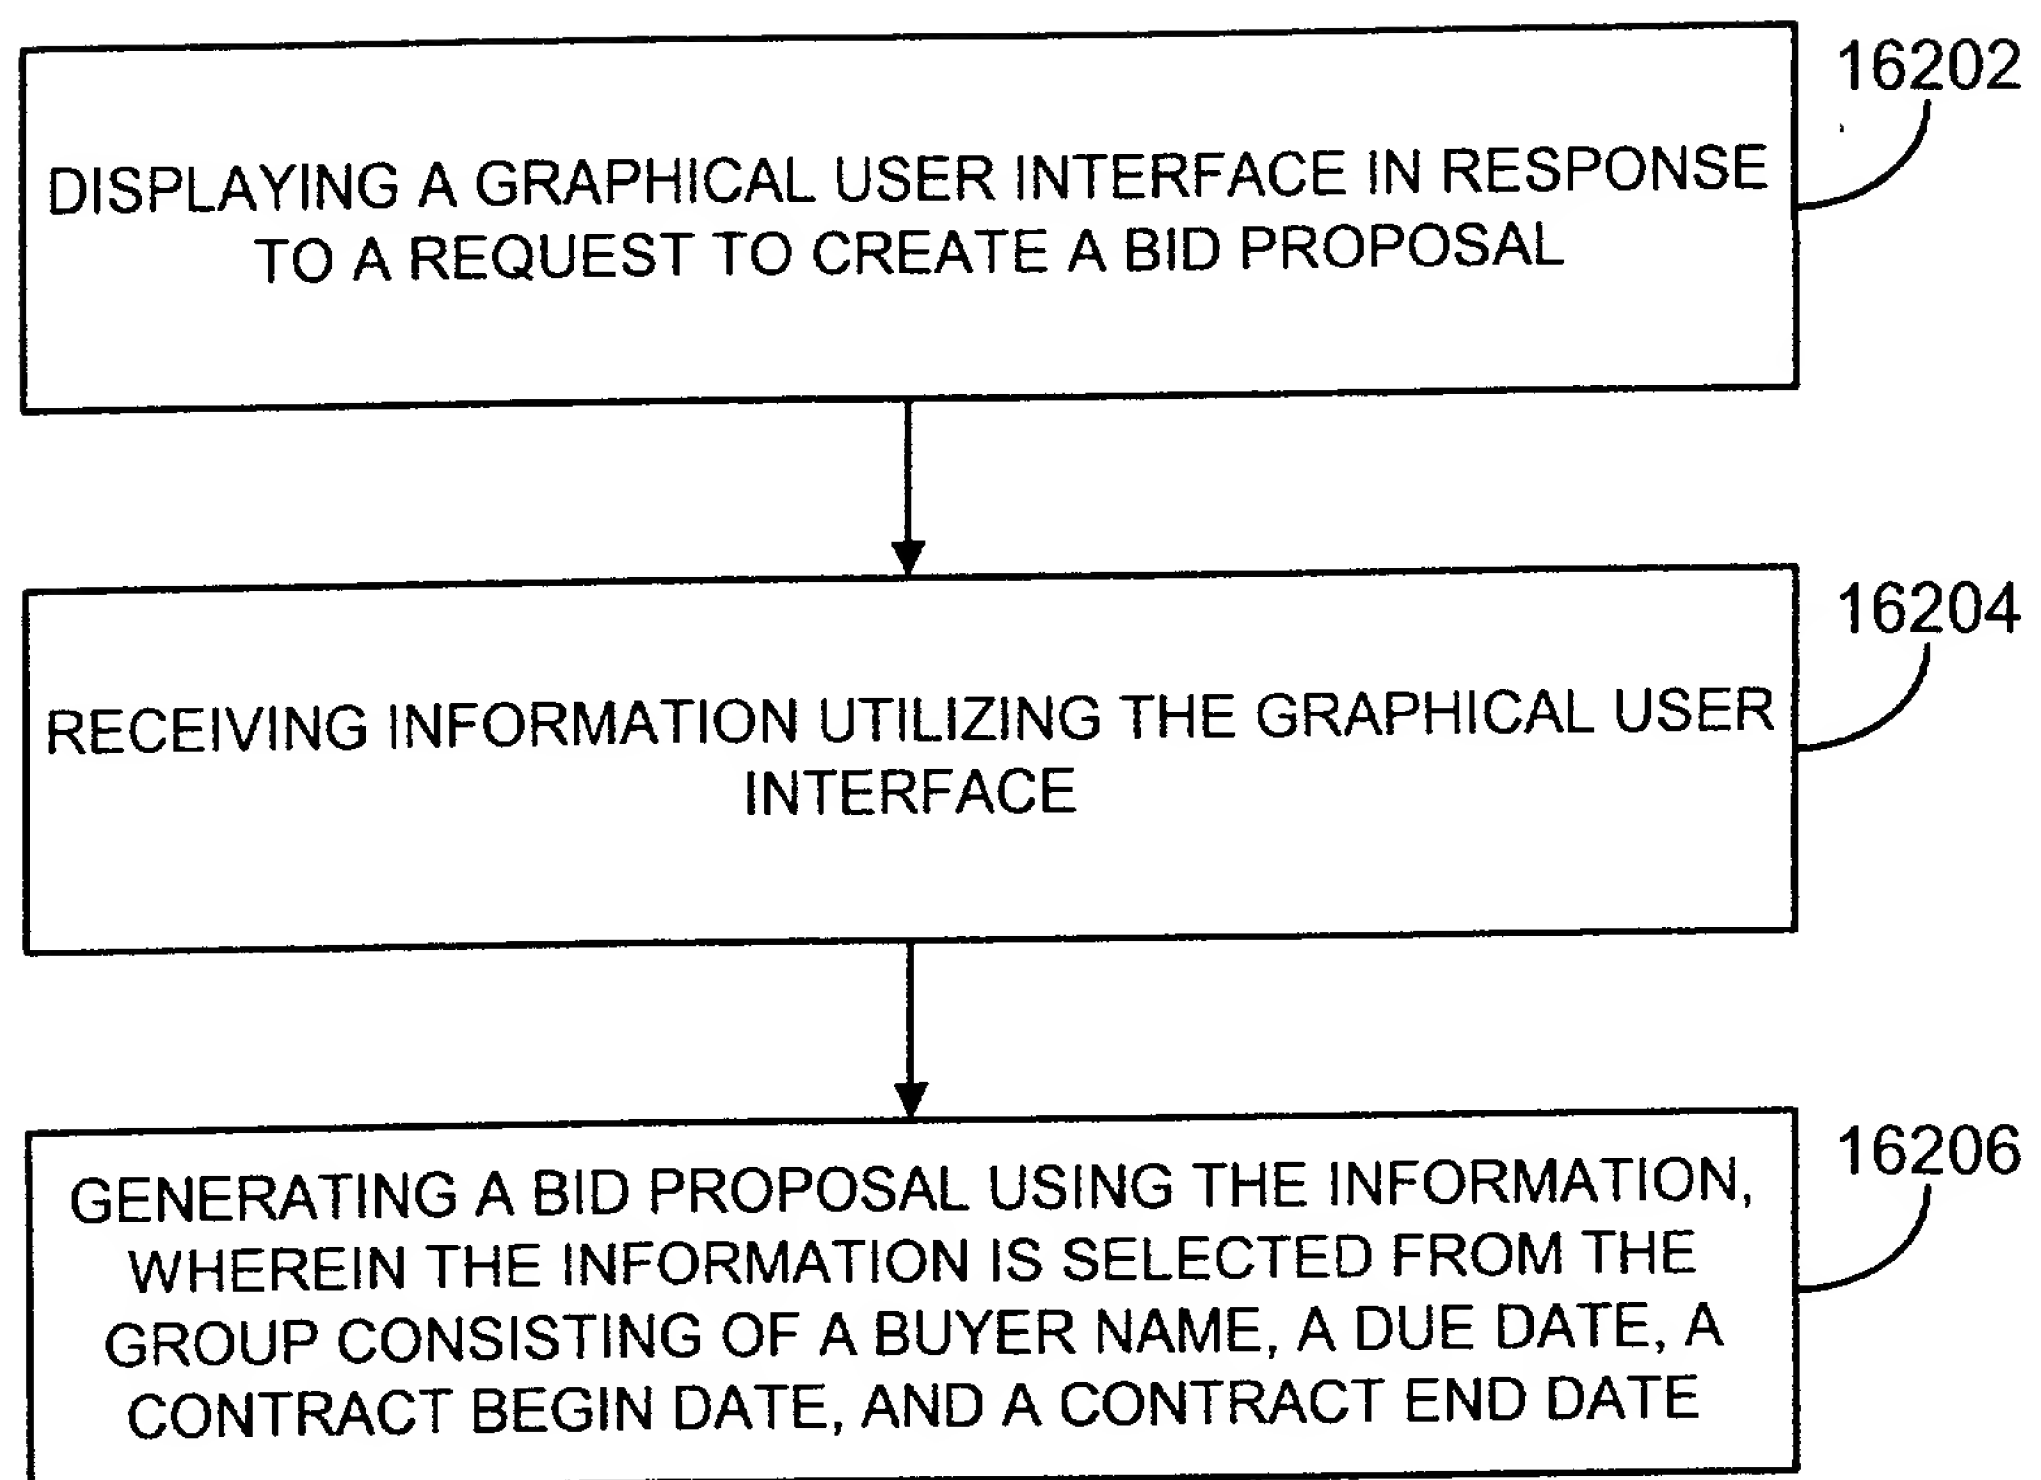 16202
DISPLAYING A GRAPHICAL USER INTERFACE IN RESPONSE
TO A REQUEST TO CREATE A BID PROPOSAL
16204
RECEIVING INFORMATION UTILIZING THE GRAPHICAL USER
INTERFACE
16206
GENERATING A BID PROPOSAL USING THE INFORMATION,
WHEREIN THE INFORMATION IS SELECTED FROM THE
GROUP CONSISTING OF A BUYER NAME, A DUE DATE, A
CONTRACT BEGIN DATE, AND A CONTRACT END DATE